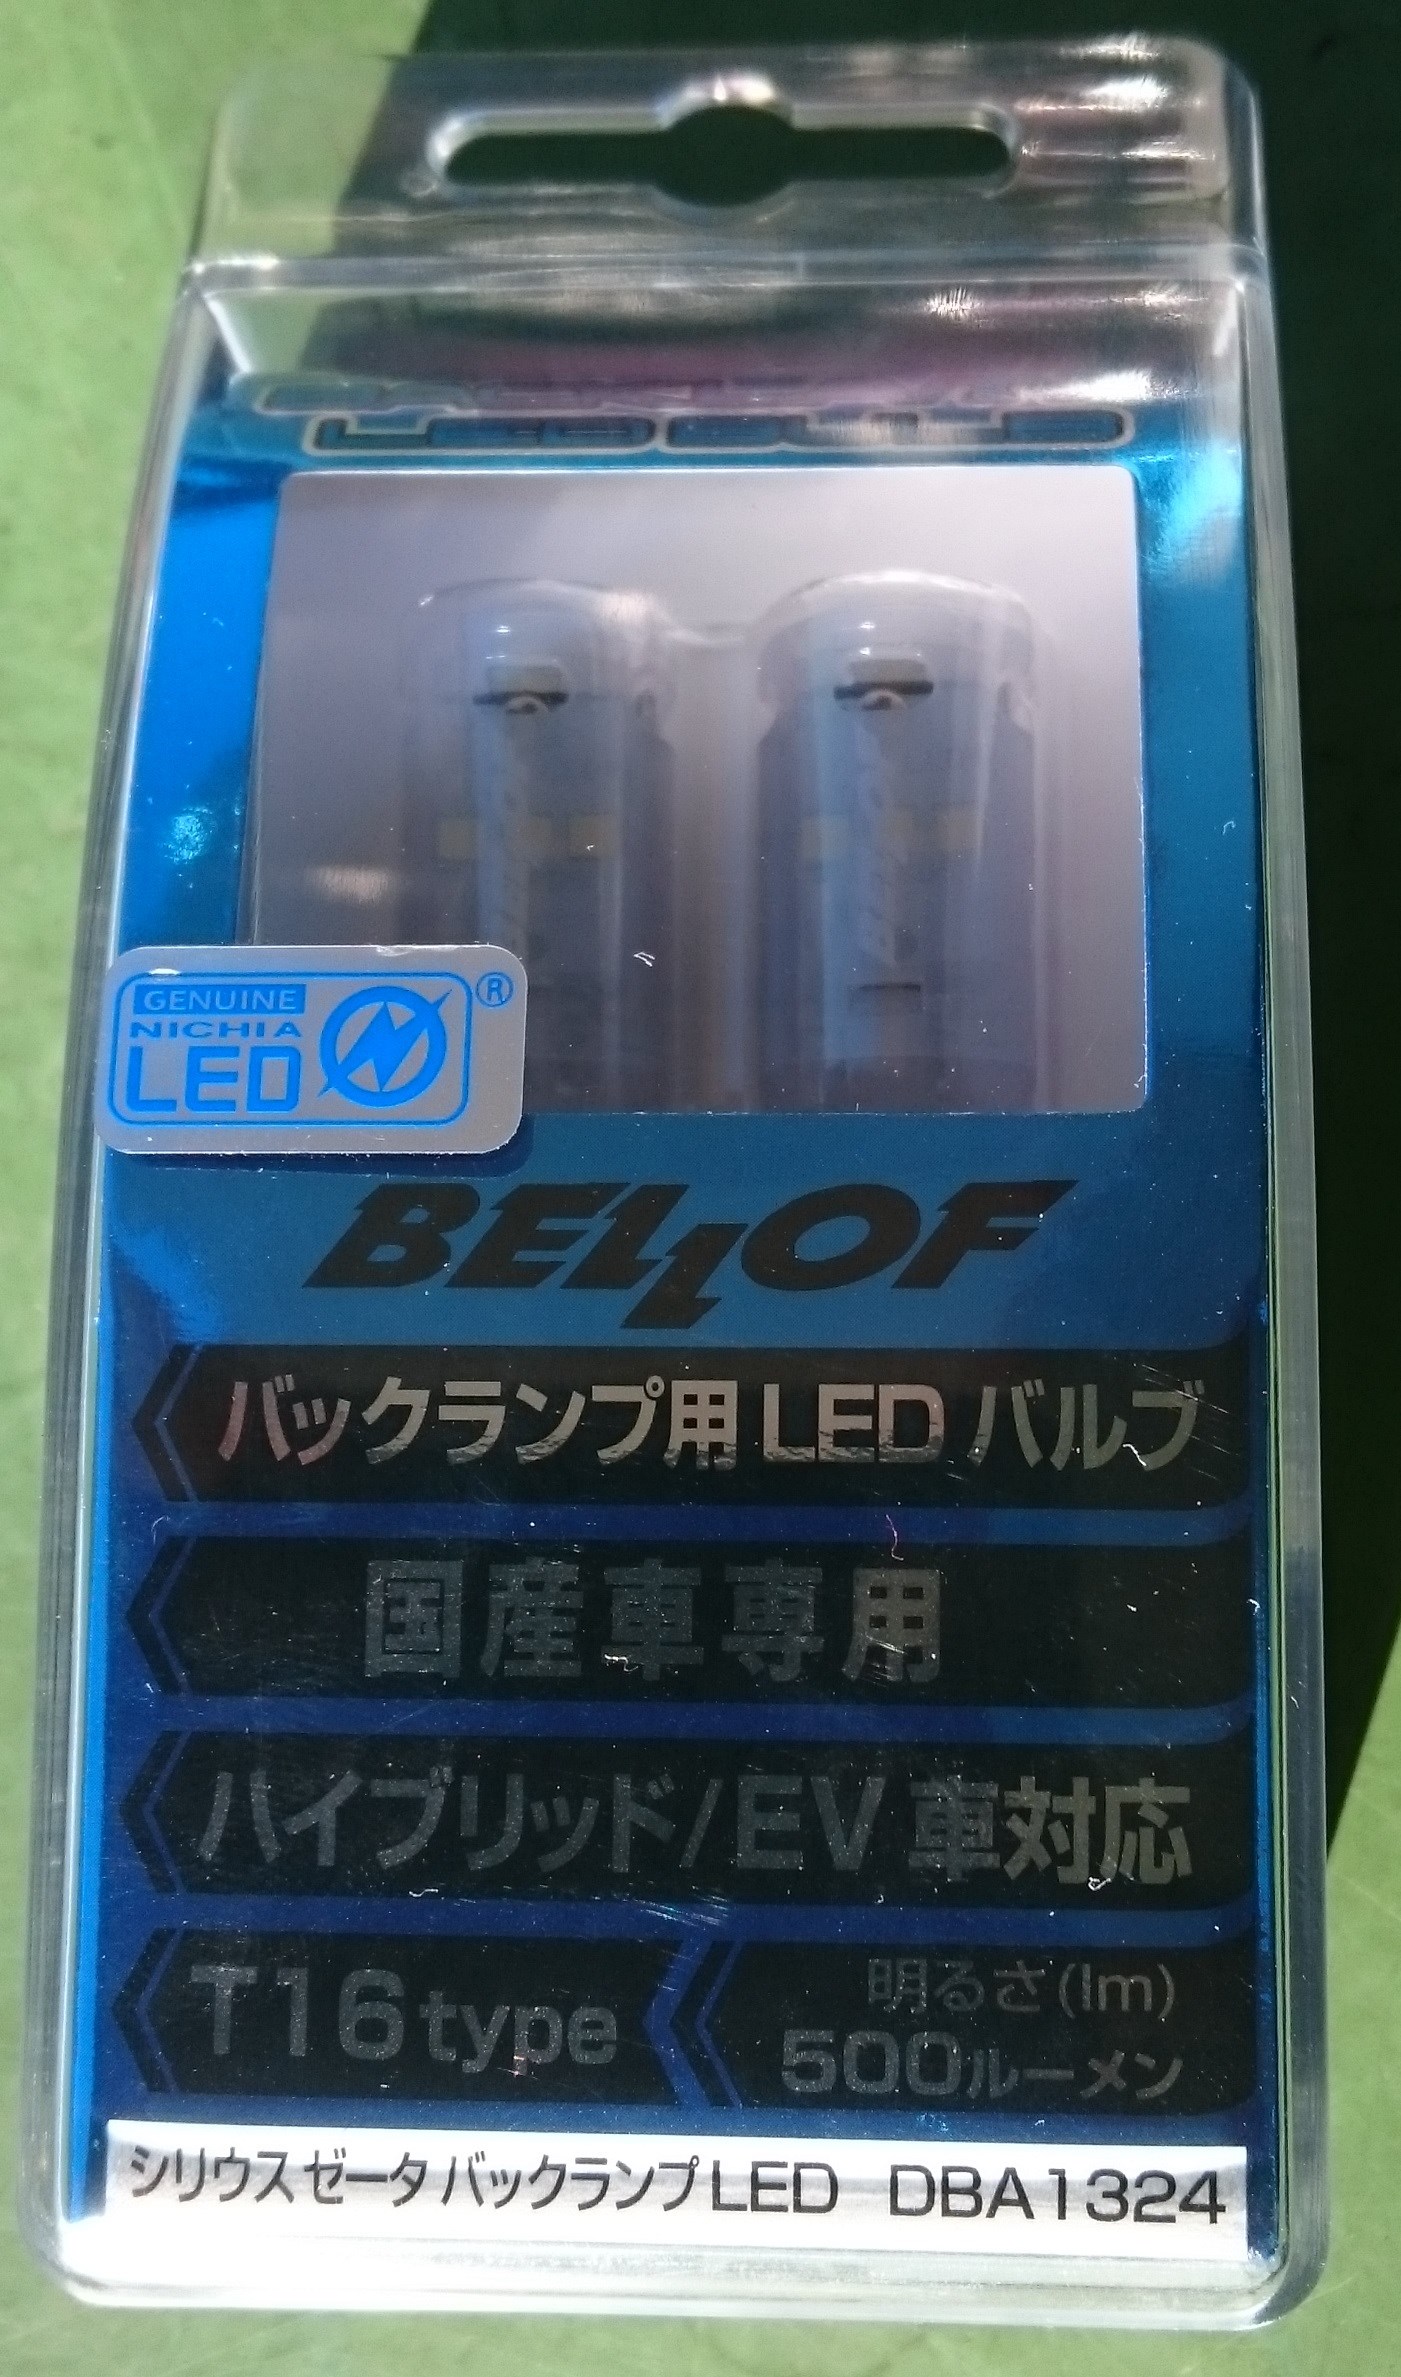 LED BULB
GENUINE
NICHIA
LED
®
BELLOF
バックランプ用 LED バルブ
国産車専用
ハイブリッド/EV 車対応
T16 type
明るさ(lm)
500ルーメン
シリウス ゼータ バックランプLED DBA1324